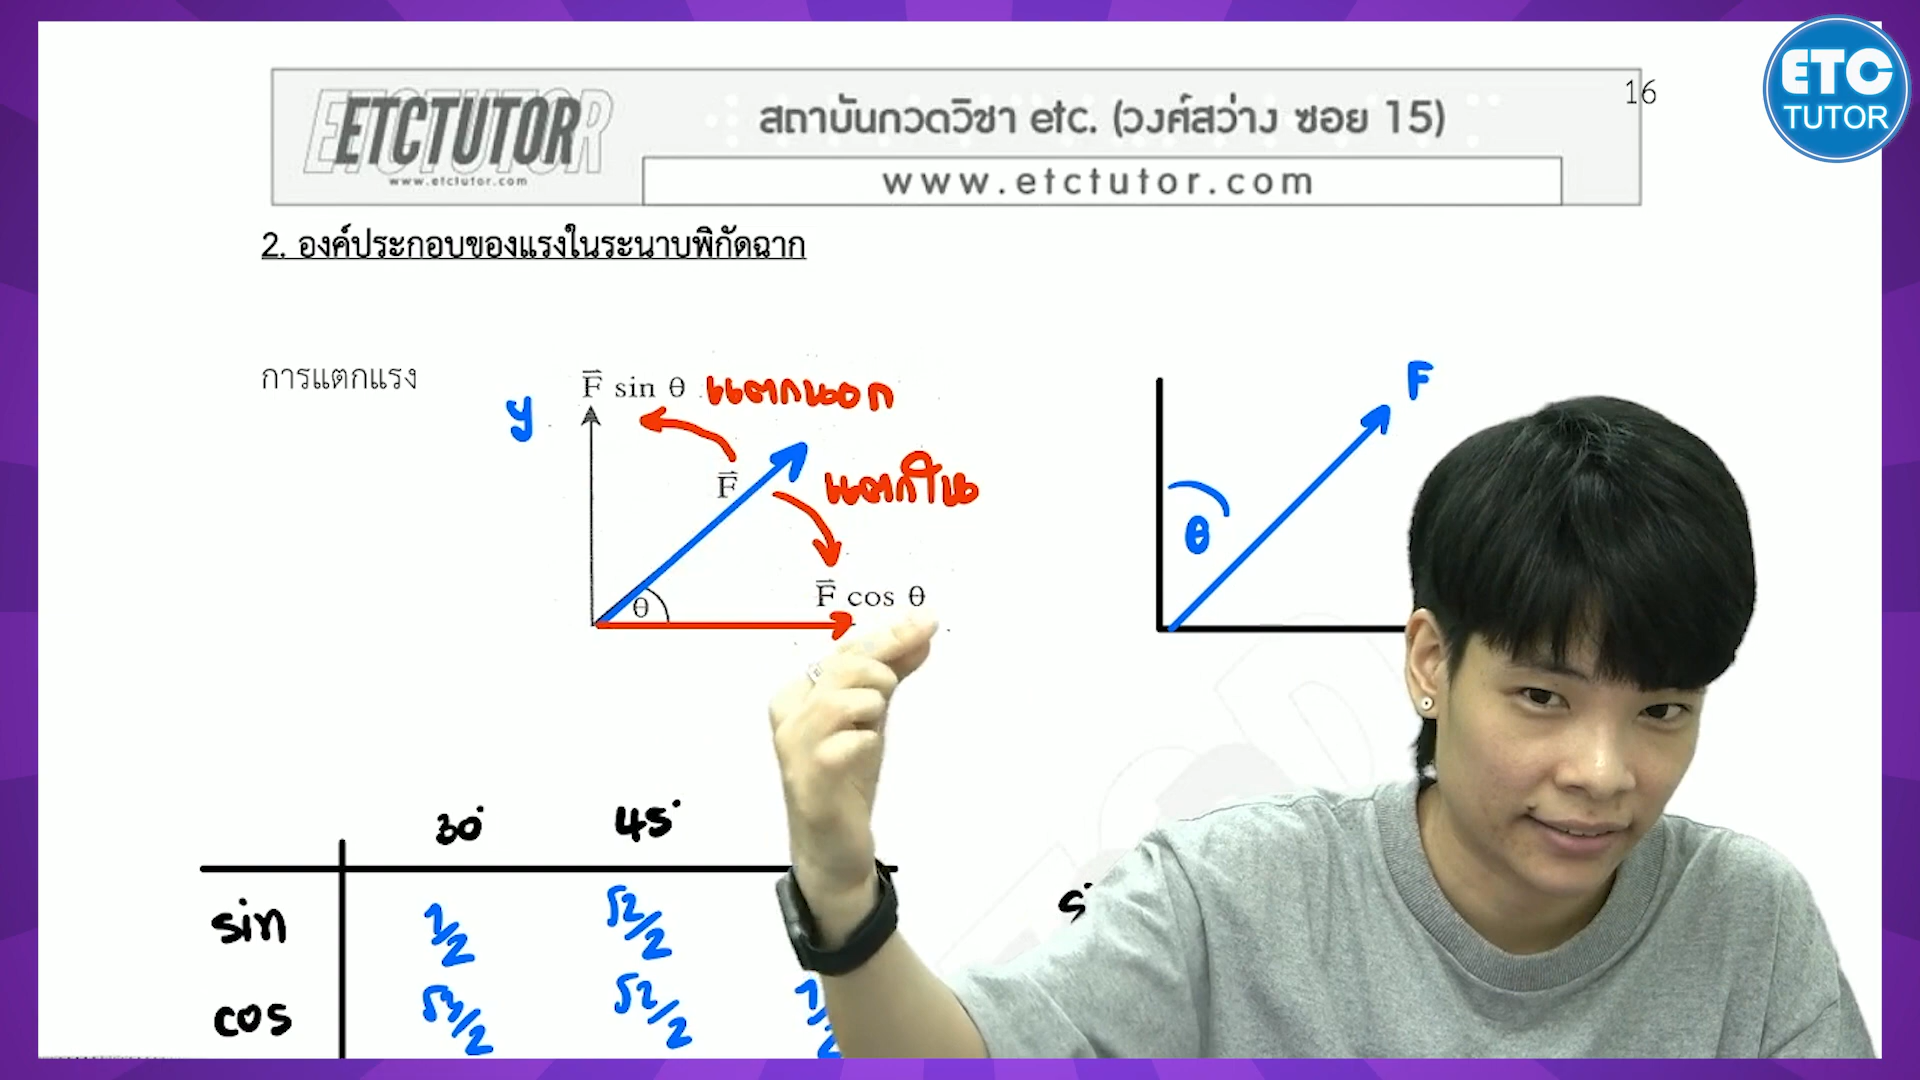 ETCTUTOR
www.etctutor.com
สถาบันกวดวิชา etc. (วงศ์สว่าง ซอย 15)
www.etctutor.com
16
ETC
TUTOR
2. องค์ประกอบของแรงในระนาบพิกัดฉาก
การแตกแรง
y
F sin θ แตกนอก
F
แตกใน
F cos θ
θ
F
θ
30° 45°
sin 1/2 √2/2
cos √3/2 √2/2